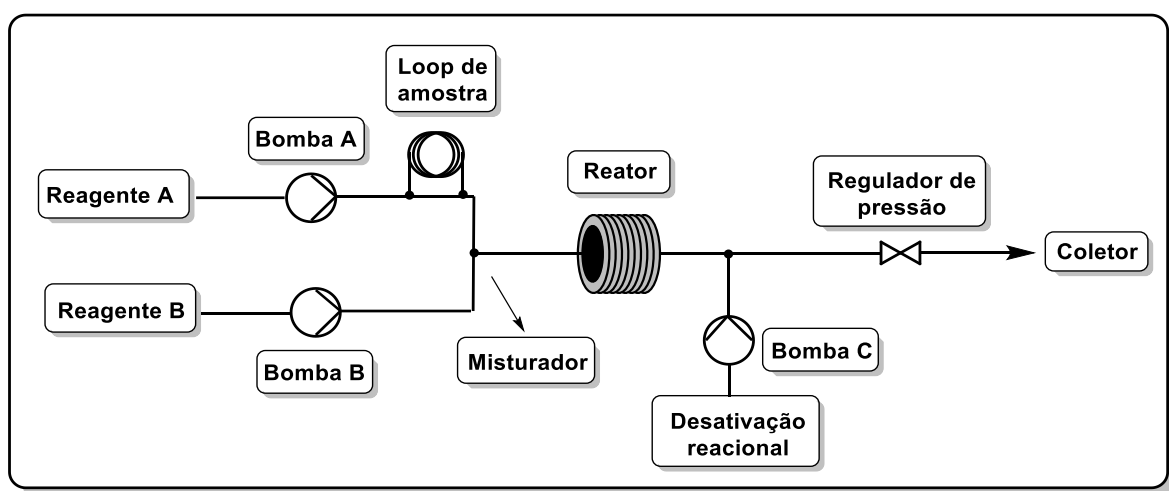 Loop de
amostra
Bomba A
Reagente A
Reator
Regulador de
pressão
Coletor
Reagente B
Bomba B
Misturador
Bomba C
Desativação
reacional